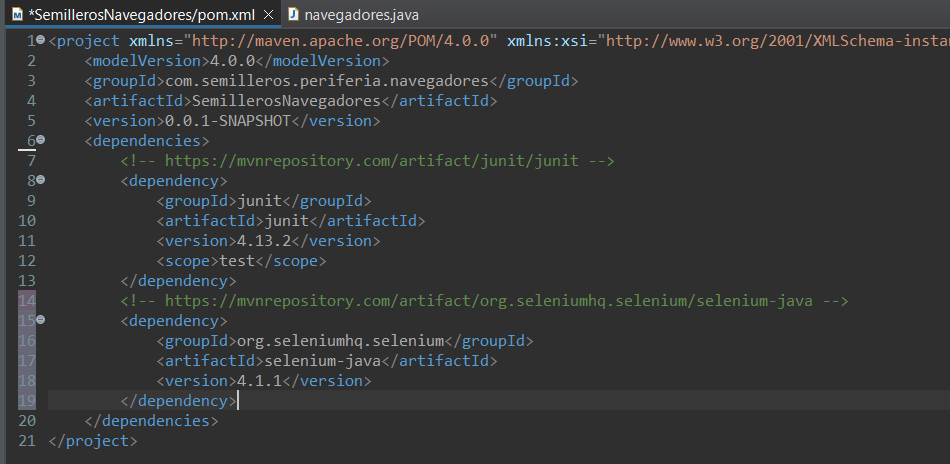 *SemillerosNavegadores/pom.xml navegadores.java
1 <project xmlns="http://maven.apache.org/POM/4.0.0" xmlns:xsi="http://www.w3.org/2001/XMLSchema-instan
2 <modelVersion>4.0.0</modelVersion>
3 <groupId>com.semilleros.periferia.navegadores</groupId>
4 <artifactId>SemillerosNavegadores</artifactId>
5 <version>0.0.1-SNAPSHOT</version>
6 <dependencies>
7 <!-- https://mvnrepository.com/artifact/junit/junit -->
8 <dependency>
9 <groupId>junit</groupId>
10 <artifactId>junit</artifactId>
11 <version>4.13.2</version>
12 <scope>test</scope>
13 </dependency>
14 <!-- https://mvnrepository.com/artifact/org.seleniumhq.selenium/selenium-java -->
15 <dependency>
16 <groupId>org.seleniumhq.selenium</groupId>
17 <artifactId>selenium-java</artifactId>
18 <version>4.1.1</version>
19 </dependency>
20 </dependencies>
21 </project>